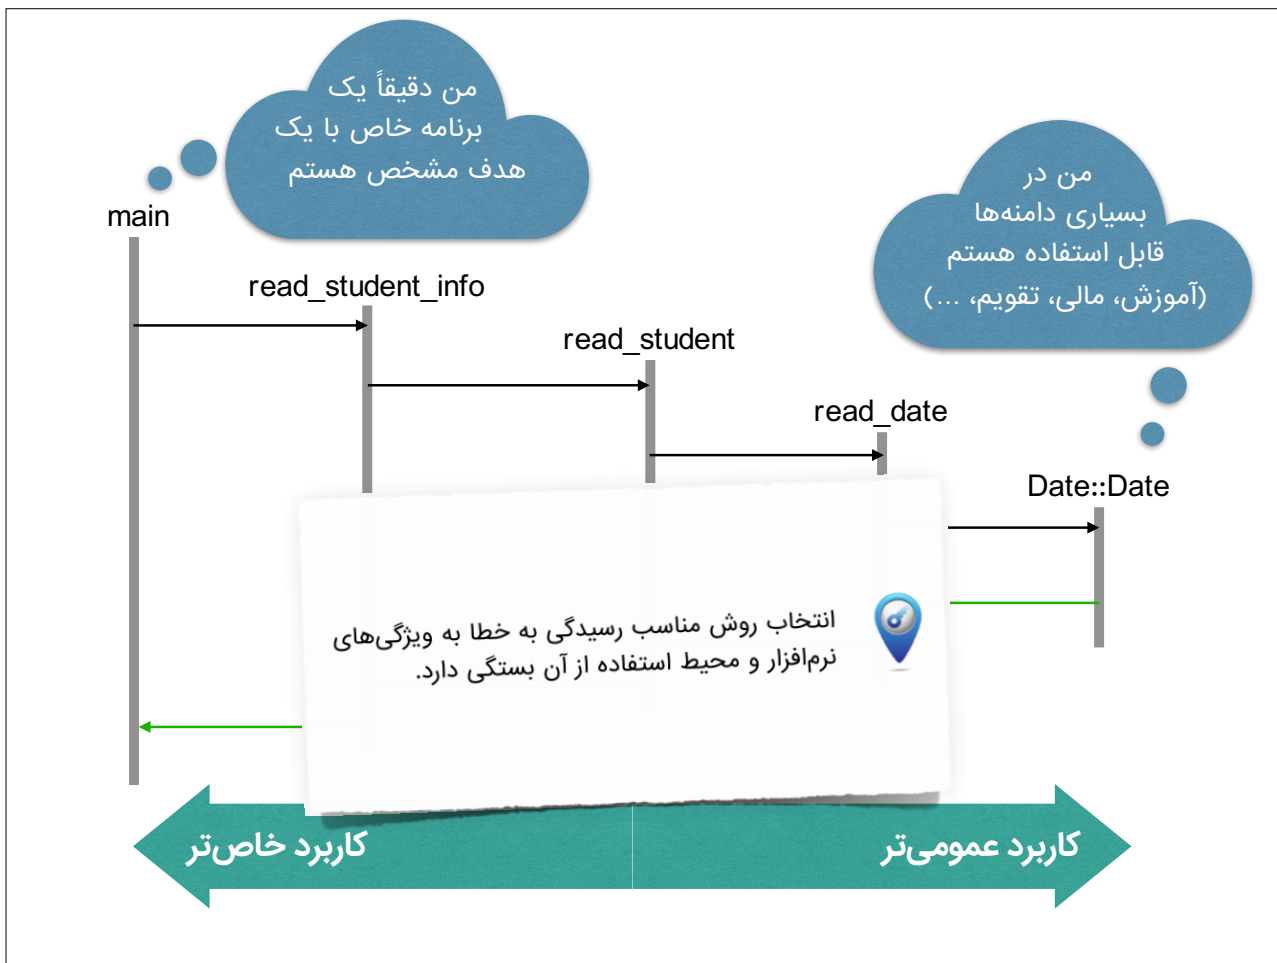 من دقیقاً یک
برنامه خاص با یک
هدف مشخص هستم
من در
بسیاری دامنه‌ها
قابل استفاده هستم
(آموزش، مالی، تقویم، ...)
main
read_student_info
read_student
read_date
Date::Date
انتخاب روش مناسب رسیدگی به خطا به ویژگی‌های
نرم‌افزار و محیط استفاده از آن بستگی دارد.
کاربرد عمومی‌تر
کاربرد خاص‌تر